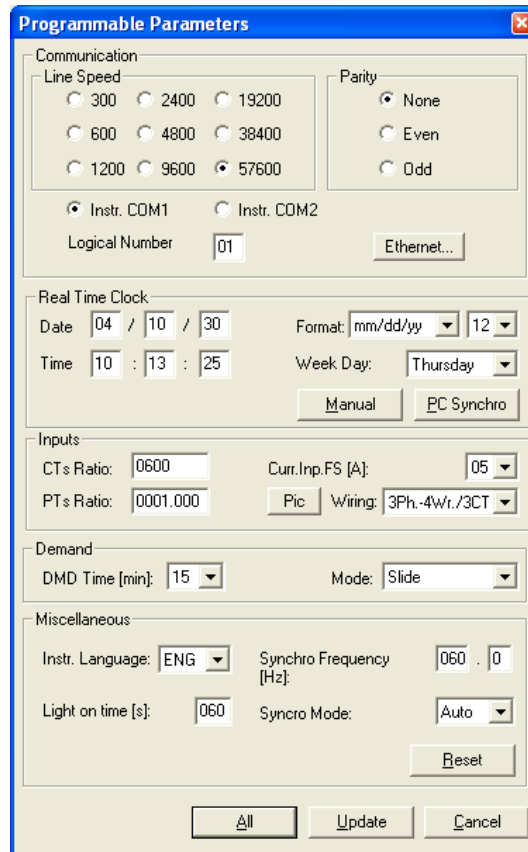 Programmable Parameters
Communication
Line Speed
Parity
300 2400 19200
None
600 4800 38400
Even
1200 9600 57600
Odd
Instr. COM1 Instr. COM2
Logical Number 01 Ethernet...
Real Time Clock
Date 04 / 10 / 30 Format: mm/dd/yy 12
Time 10 : 13 : 25 Week Day: Thursday
Manual PC Synchro
Inputs
CTs Ratio: 0600 Curr.Inp.FS [A]: 05
PTs Ratio: 0001.000 Pic Wiring: 3Ph.-4Wr./3CT
Demand
DMD Time [min]: 15 Mode: Slide
Miscellaneous
Instr. Language: ENG Synchro Frequency 060 . 0
[Hz]:
Light on time [s]: 060 Syncro Mode: Auto
Reset
All Update Cancel